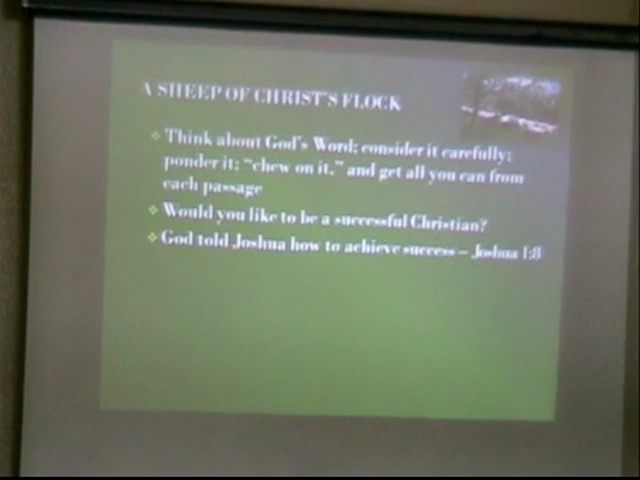 A SHEEP OF CHRIST'S FLOCK
Think about God's Word; consider it carefully;
ponder it; "chew on it," and get all you can from
each passage
Would you like to be a successful Christian?
God told Joshua how to achieve success – Joshua 1:8